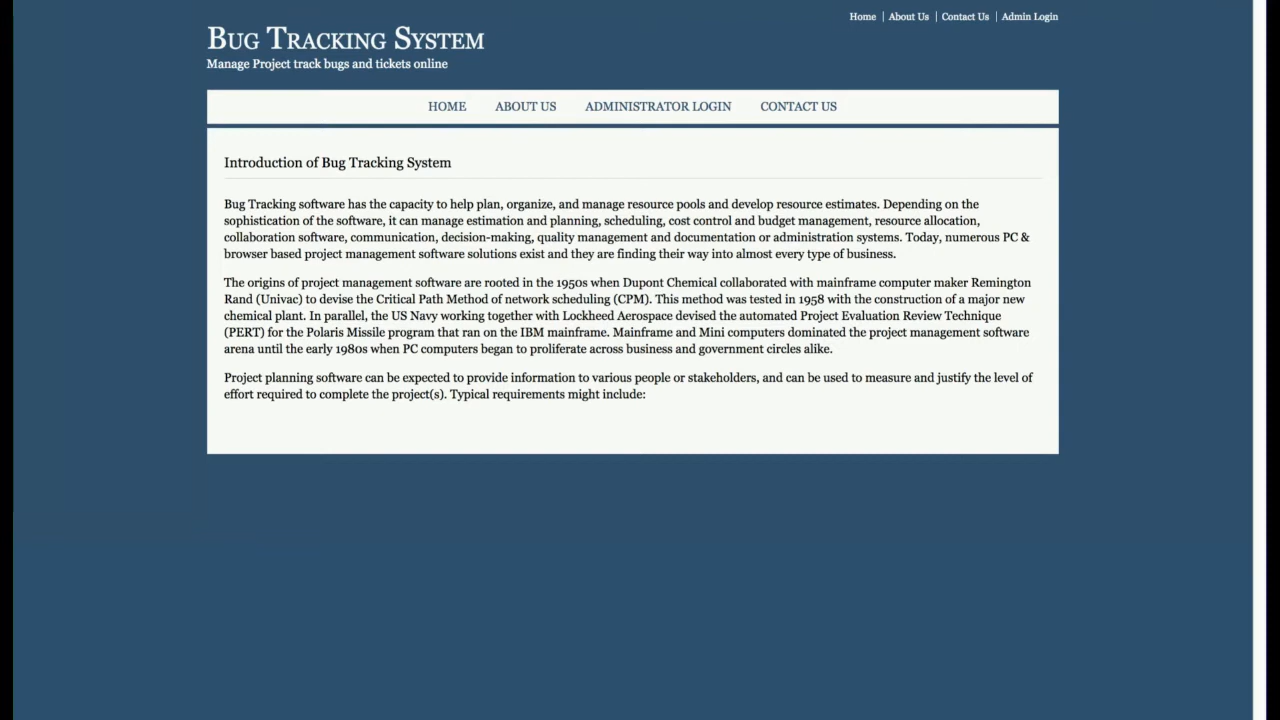 Home | About Us | Contact Us | Admin Login
Bug Tracking System
Manage Project track bugs and tickets online
HOME ABOUT US ADMINISTRATOR LOGIN CONTACT US
Introduction of Bug Tracking System
Bug Tracking software has the capacity to help plan, organize, and manage resource pools and develop resource estimates. Depending on the
sophistication of the software, it can manage estimation and planning, scheduling, cost control and budget management, resource allocation,
collaboration software, communication, decision-making, quality management and documentation or administration systems. Today, numerous PC &
browser based project management software solutions exist and they are finding their way into almost every type of business.
The origins of project management software are rooted in the 1950s when Dupont Chemical collaborated with mainframe computer maker Remington
Rand (Univac) to devise the Critical Path Method of network scheduling (CPM). This method was tested in 1958 with the construction of a major new
chemical plant. In parallel, the US Navy working together with Lockheed Aerospace devised the automated Project Evaluation Review Technique
(PERT) for the Polaris Missile program that ran on the IBM mainframe. Mainframe and Mini computers dominated the project management software
arena until the early 1980s when PC computers began to proliferate across business and government circles alike.
Project planning software can be expected to provide information to various people or stakeholders, and can be used to measure and justify the level of
effort required to complete the project(s). Typical requirements might include: